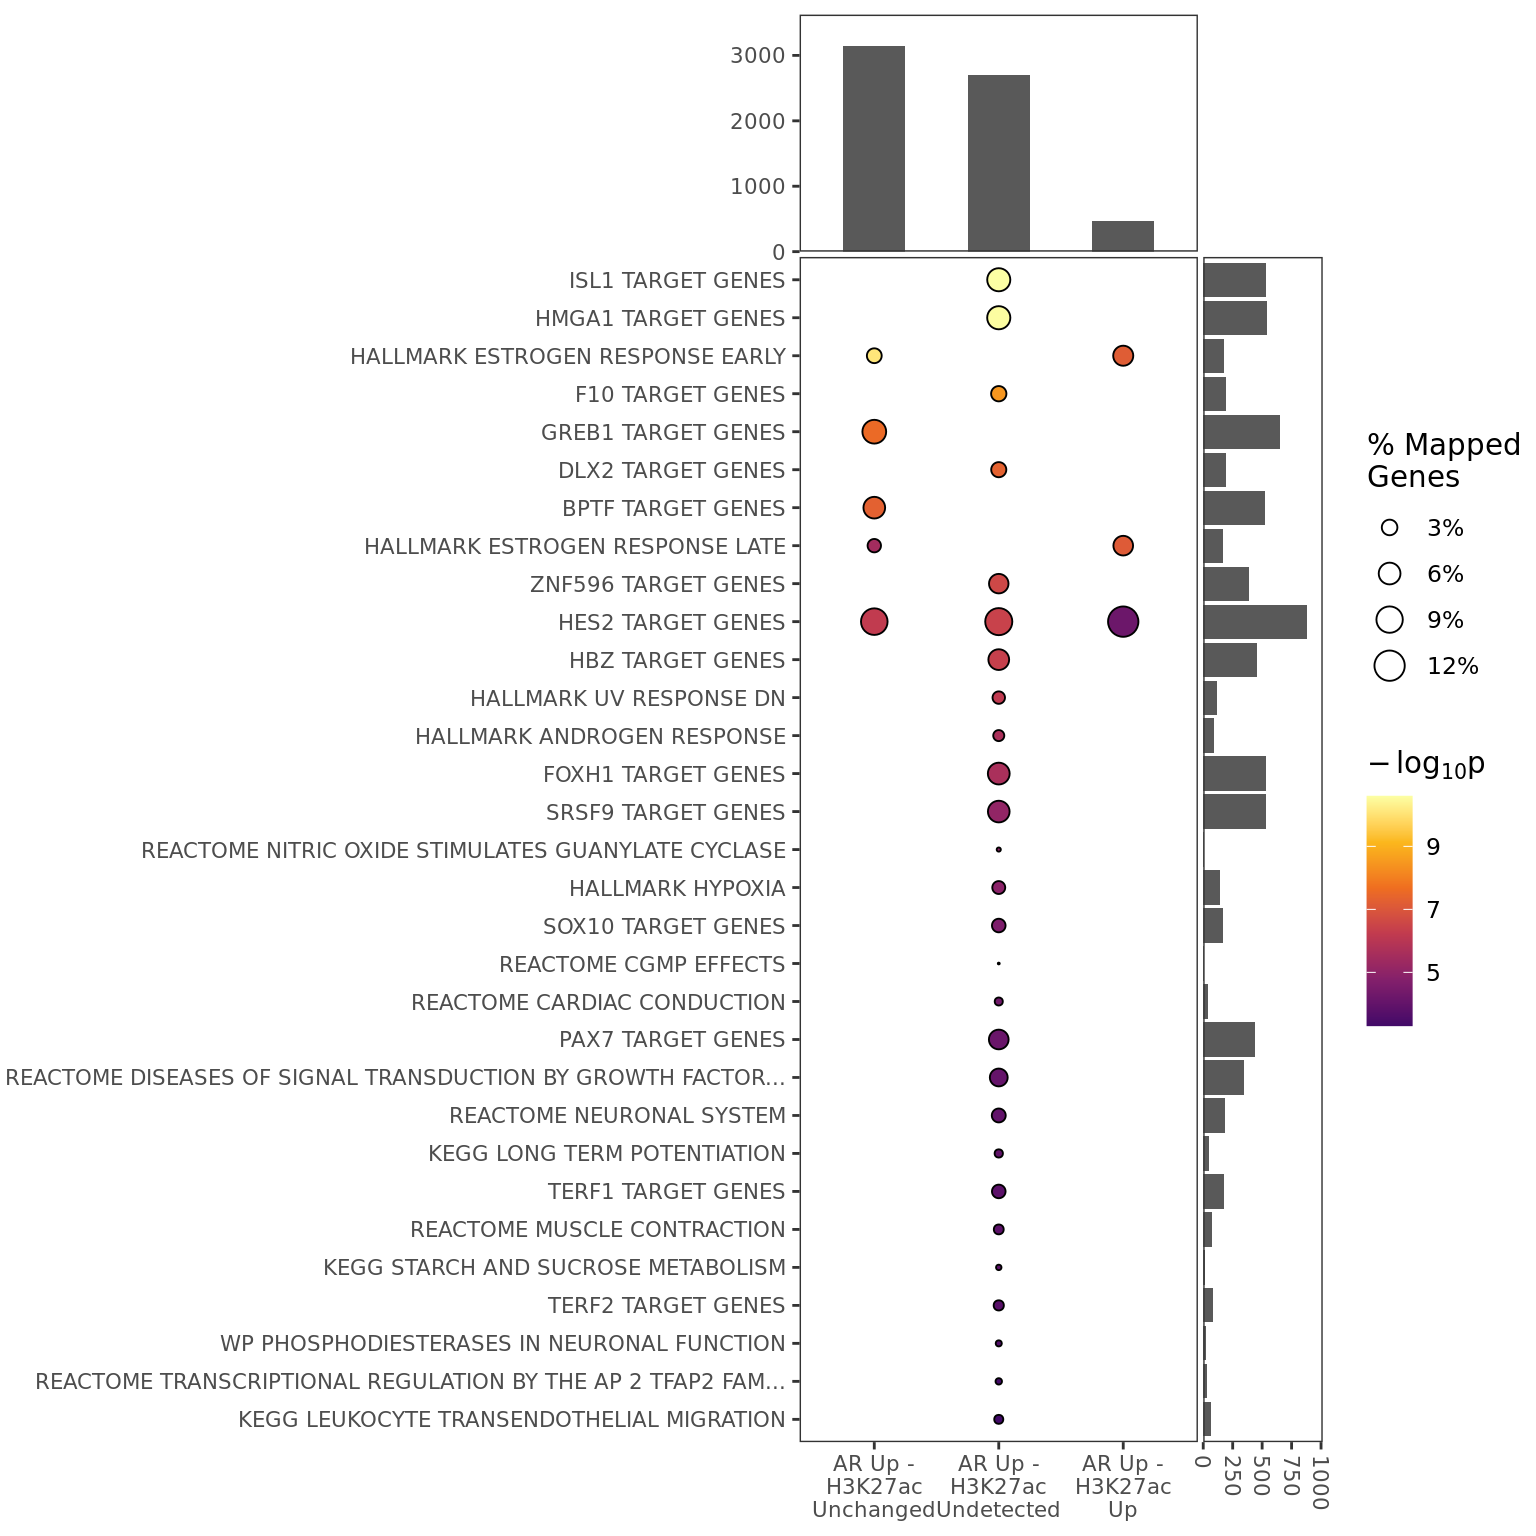 3000
2000
1000
0
ISL1 TARGET GENES
HMGA1 TARGET GENES
HALLMARK ESTROGEN RESPONSE EARLY
F10 TARGET GENES
GREB1 TARGET GENES
DLX2 TARGET GENES
BPTF TARGET GENES
HALLMARK ESTROGEN RESPONSE LATE
ZNF596 TARGET GENES
HES2 TARGET GENES
HBZ TARGET GENES
HALLMARK UV RESPONSE DN
HALLMARK ANDROGEN RESPONSE
FOXH1 TARGET GENES
SRSF9 TARGET GENES
REACTOME NITRIC OXIDE STIMULATES GUANYLATE CYCLASE
HALLMARK HYPOXIA
SOX10 TARGET GENES
REACTOME CGMP EFFECTS
REACTOME CARDIAC CONDUCTION
PAX7 TARGET GENES
REACTOME DISEASES OF SIGNAL TRANSDUCTION BY GROWTH FACTOR...
REACTOME NEURONAL SYSTEM
KEGG LONG TERM POTENTIATION
TERF1 TARGET GENES
REACTOME MUSCLE CONTRACTION
KEGG STARCH AND SUCROSE METABOLISM
TERF2 TARGET GENES
WP PHOSPHODIESTERASES IN NEURONAL FUNCTION
REACTOME TRANSCRIPTIONAL REGULATION BY THE AP 2 TFAP2 FAM...
KEGG LEUKOCYTE TRANSENDOTHELIAL MIGRATION
AR Up -
H3K27ac
Unchanged
AR Up -
H3K27ac
Undetected
AR Up -
H3K27ac
Up
0
250
500
750
1000
% Mapped
Genes
3%
6%
9%
12%
− log₁₀p
9
7
5